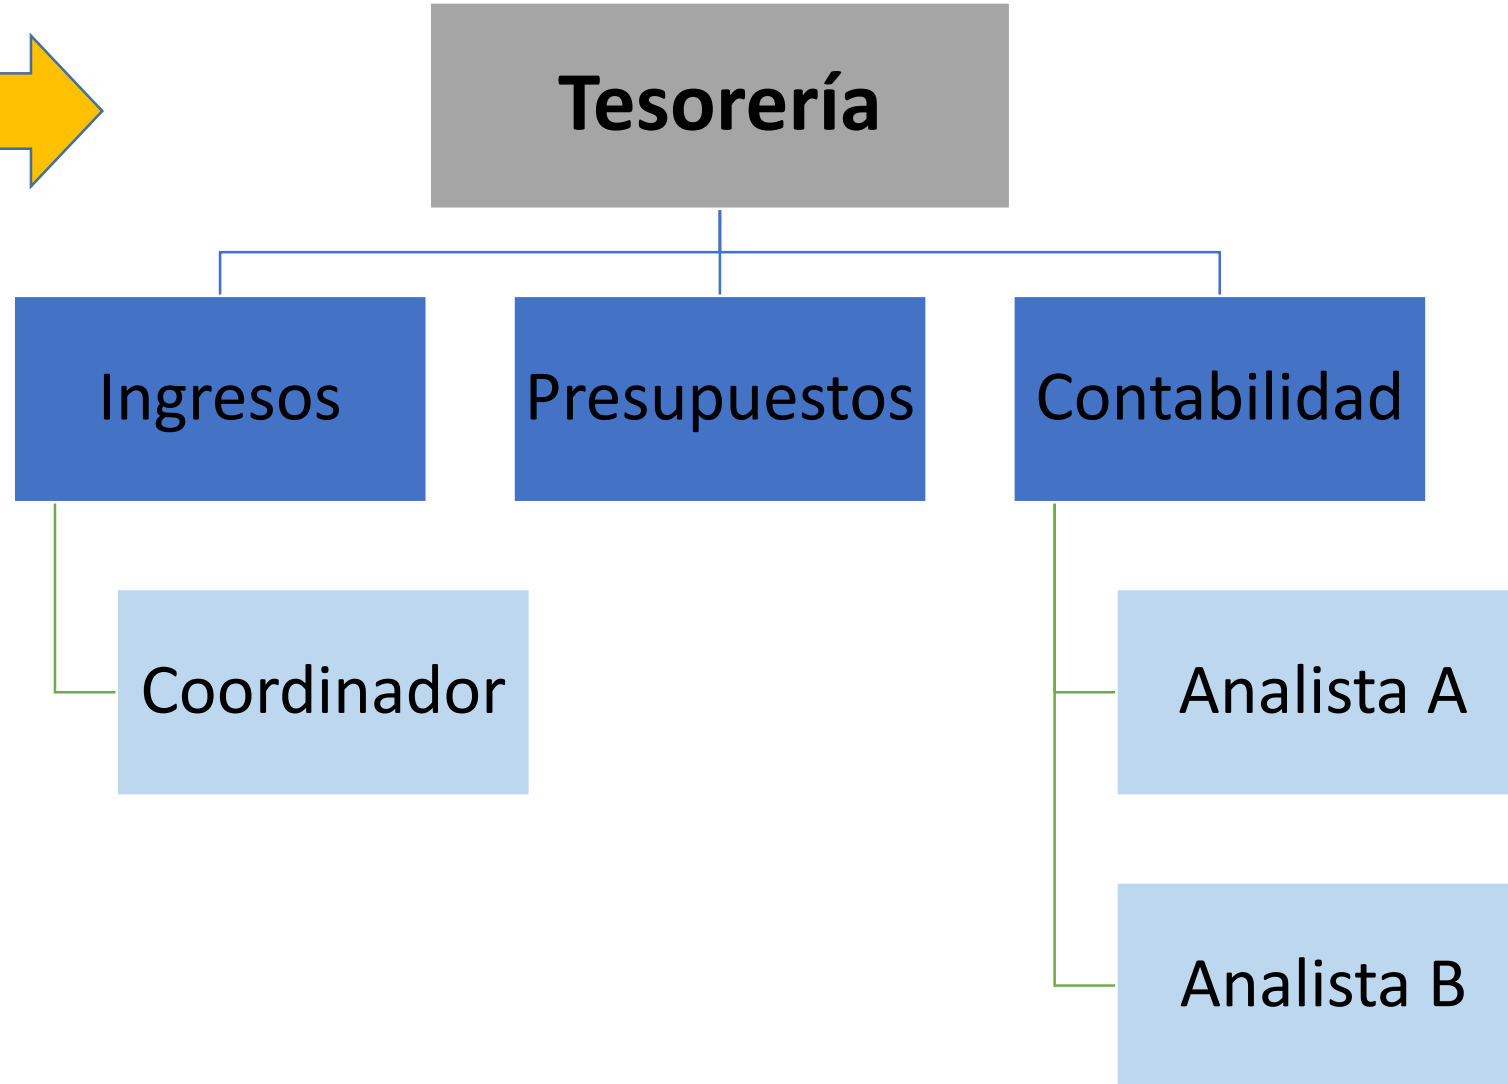 Tesorería
Ingresos
Presupuestos
Contabilidad
Coordinador
Analista A
Analista B